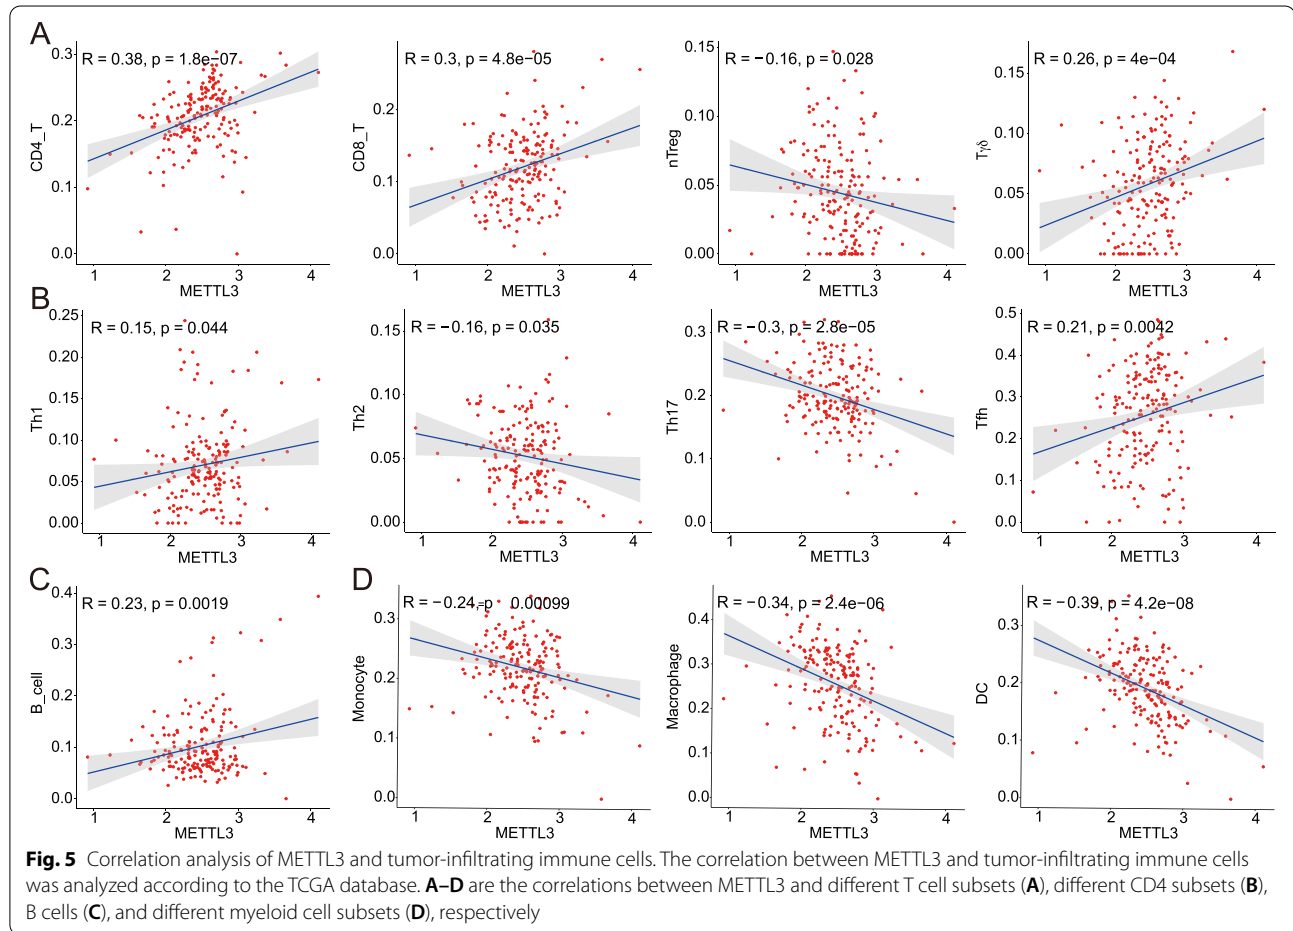 A
R = 0.38, p = 1.8e−07
CD4_T
0.3
0.2
0.1
0.0
1 2 3 4
METTL3
R = 0.3, p = 4.8e−05
CD8_T
0.2
0.1
0.0
1 2 3 4
METTL3
R = −0.16, p = 0.028
nTreg
0.15
0.10
0.05
0.00
1 2 3 4
METTL3
R = 0.26, p = 4e−04
Tγδ
0.15
0.10
0.05
0.00
1 2 3 4
METTL3
B
R = 0.15, p = 0.044
Th1
0.25
0.20
0.15
0.10
0.05
0.00
1 2 3 4
METTL3
R = −0.16, p = 0.035
Th2
0.15
0.10
0.05
0.00
1 2 3 4
METTL3
R = −0.3, p = 2.8e−05
Th17
0.3
0.2
0.1
0.0
1 2 3 4
METTL3
R = 0.21, p = 0.0042
Tfh
0.5
0.4
0.3
0.2
0.1
0.0
1 2 3 4
METTL3
C
R = 0.23, p = 0.0019
B_cell
0.4
0.3
0.2
0.1
0.0
1 2 3 4
METTL3
D
R = −0.24, p = 0.00099
Monocyte
0.3
0.2
0.1
0.0
1 2 3 4
METTL3
R = −0.34, p = 2.4e−06
Macrophage
0.4
0.3
0.2
0.1
0.0
1 2 3 4
METTL3
R = −0.39, p = 4.2e−08
DC
0.3
0.2
0.1
0.0
1 2 3 4
METTL3
Fig. 5 Correlation analysis of METTL3 and tumor-infiltrating immune cells. The correlation between METTL3 and tumor-infiltrating immune cells
was analyzed according to the TCGA database. A–D are the correlations between METTL3 and different T cell subsets (A), different CD4 subsets (B),
B cells (C), and different myeloid cell subsets (D), respectively